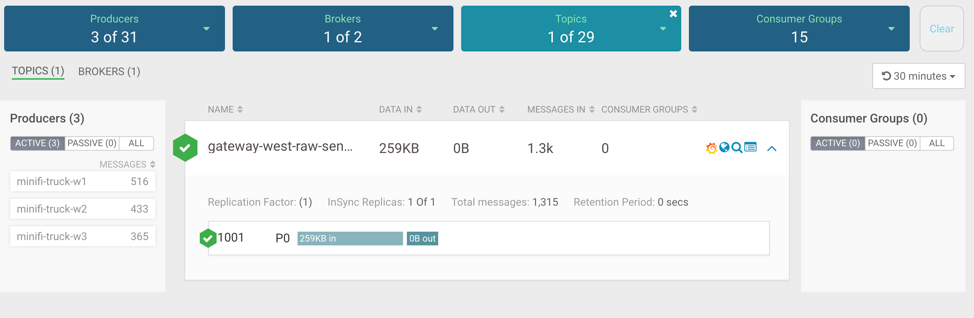 Producers
3 of 31
Brokers
1 of 2
Topics
1 of 29
Consumer Groups
15
Clear
TOPICS (1) BROKERS (1)
30 minutes
Producers (3)
ACTIVE (3) PASSIVE (0) ALL
MESSAGES
minifi-truck-w1 516
minifi-truck-w2 433
minifi-truck-w3 365
NAME DATA IN DATA OUT MESSAGES IN CONSUMER GROUPS
gateway-west-raw-sen... 259KB 0B 1.3k 0
Replication Factor: (1) InSync Replicas: 1 Of 1 Total messages: 1,315 Retention Period: 0 secs
1001 P0 259KB in 0B out
Consumer Groups (0)
ACTIVE (0) PASSIVE (0) ALL